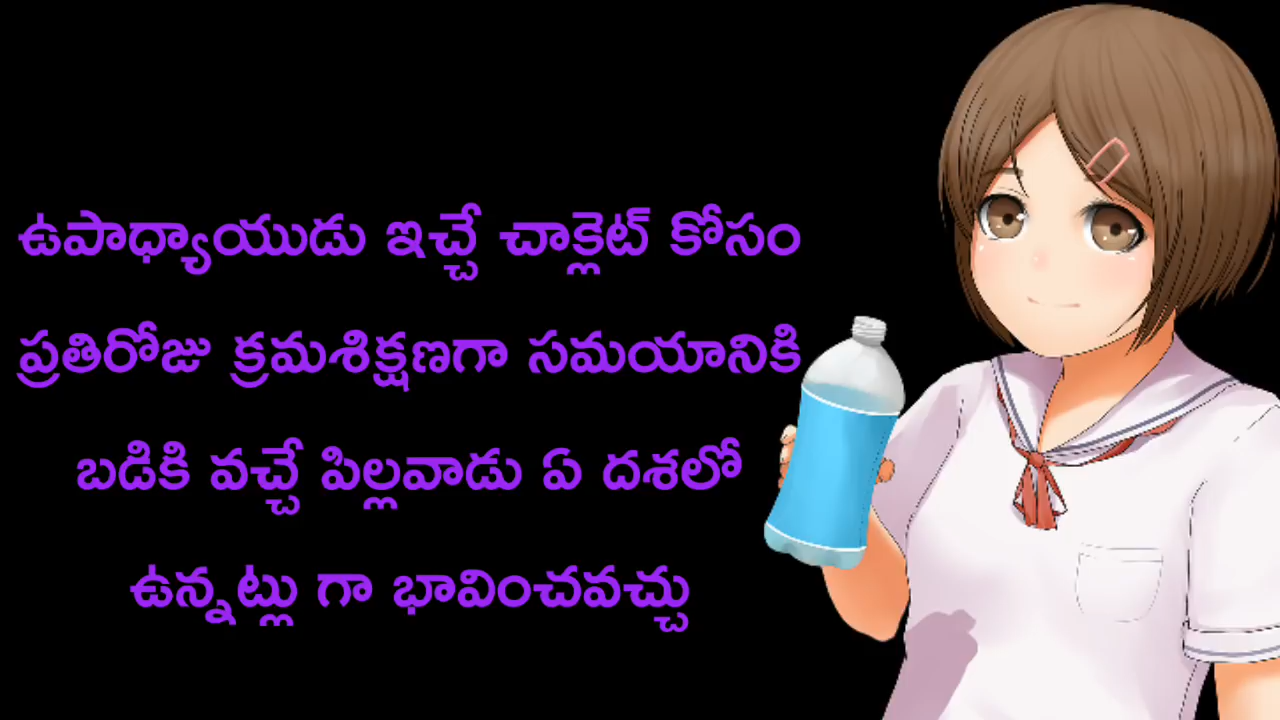 ఉపాధ్యాయుడు ఇచ్చే చాక్లెట్ కోసం
ప్రతిరోజు క్రమశిక్షణగా సమయానికి
బడికి వచ్చే పిల్లవాడు ఏ దశలో
ఉన్నట్లు గా భావించవచ్చు